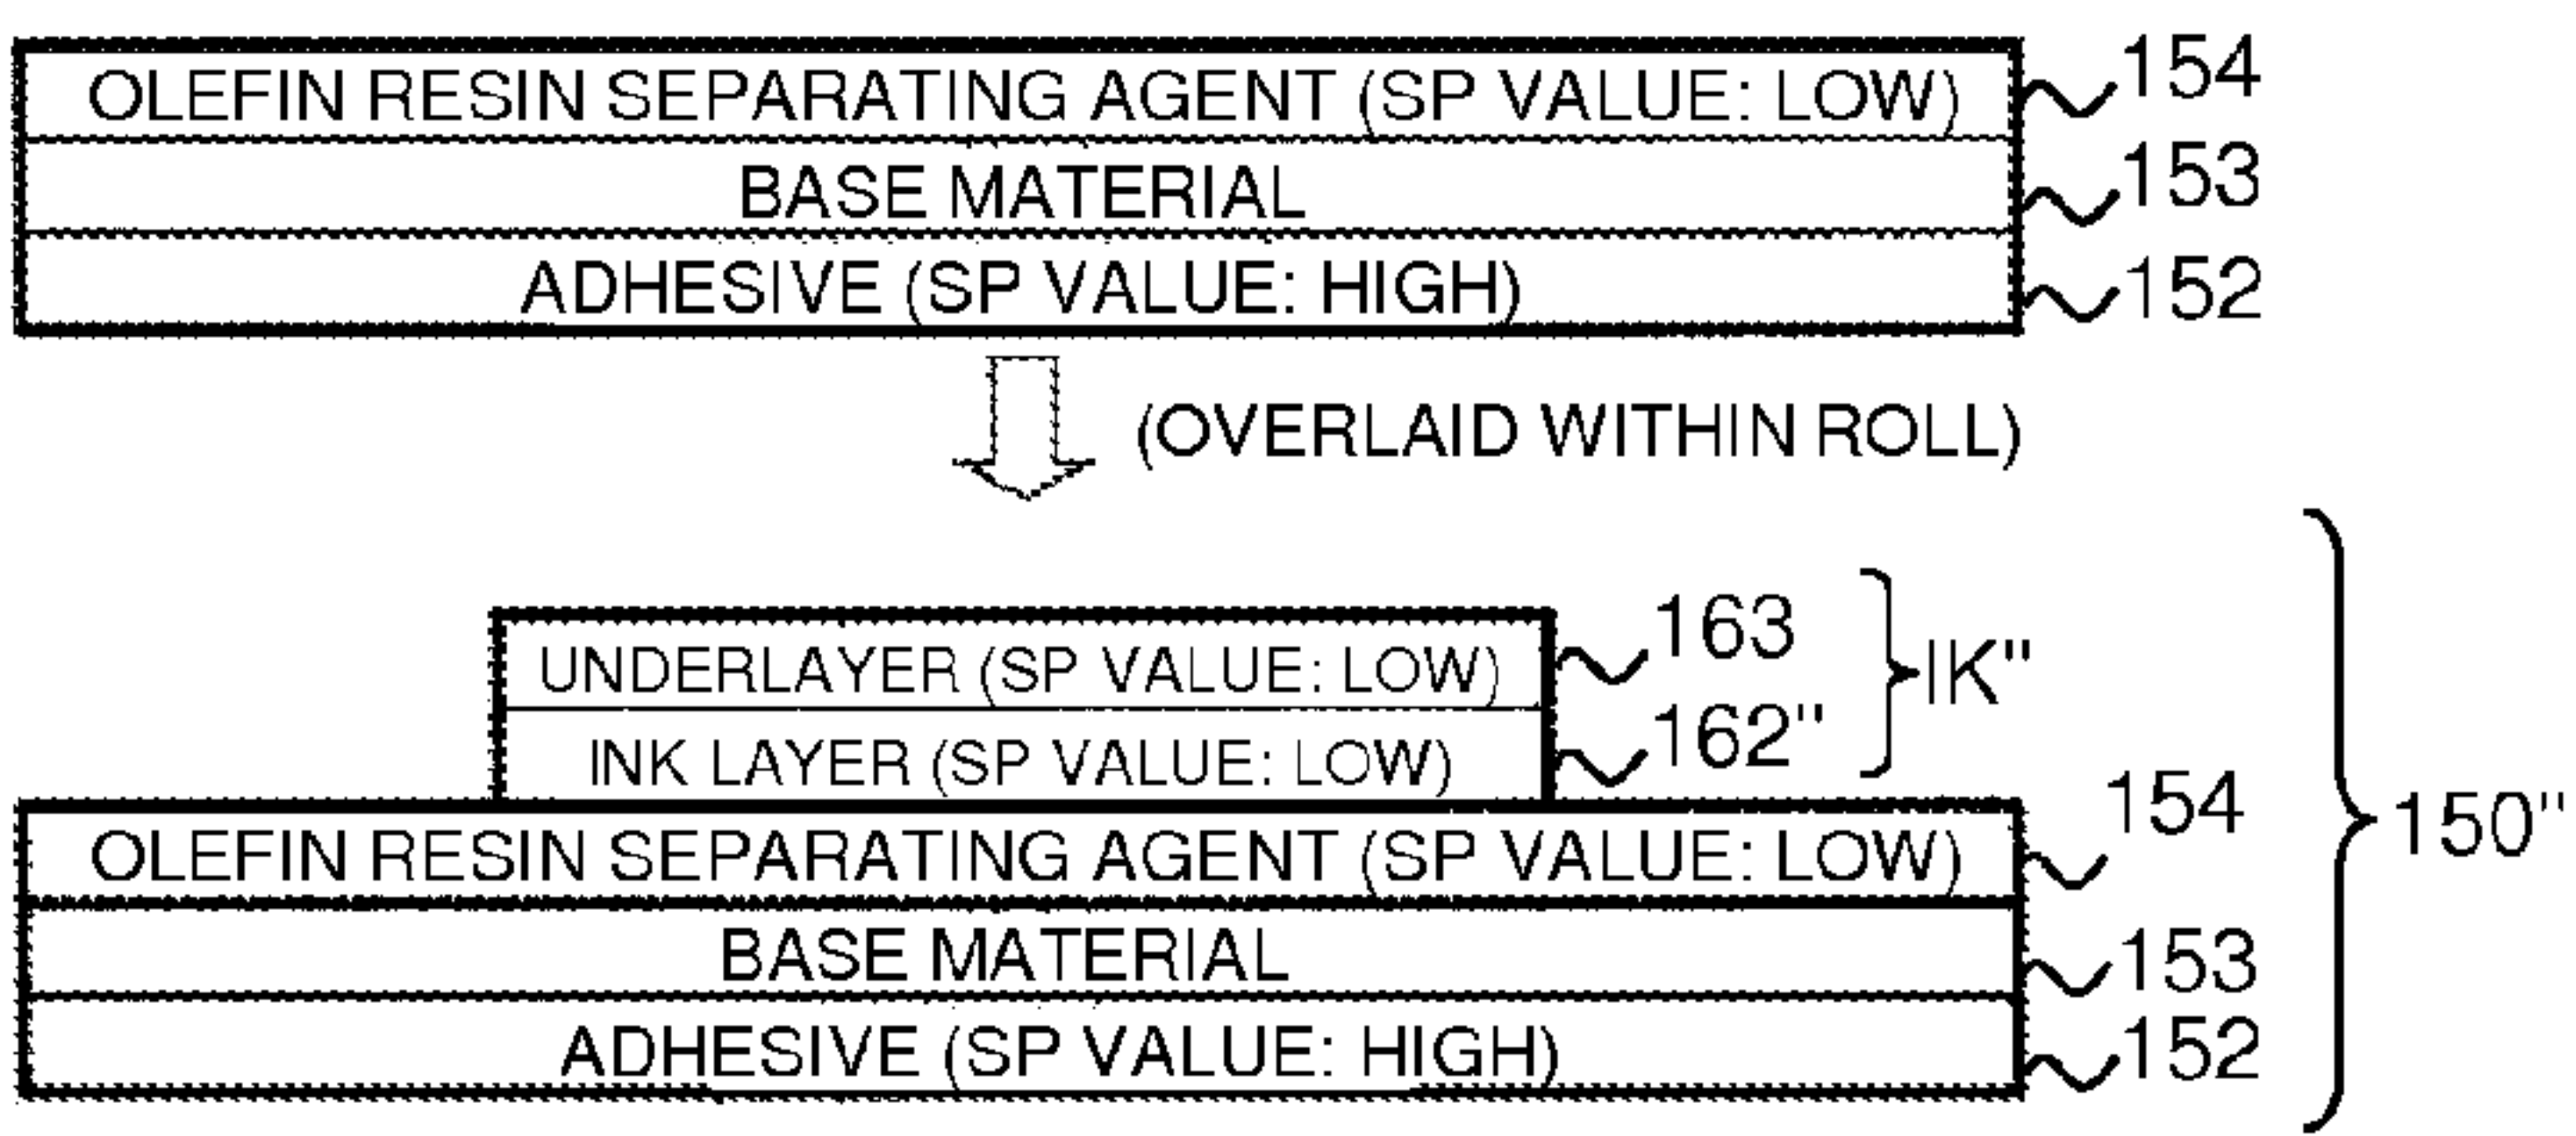 OLEFIN RESIN SEPARATING AGENT (SP VALUE: LOW) 154
BASE MATERIAL 153
ADHESIVE (SP VALUE: HIGH) 152
(OVERLAID WITHIN ROLL)
UNDERLAYER (SP VALUE: LOW) 163
IK"
INK LAYER (SP VALUE: LOW) 162"
OLEFIN RESIN SEPARATING AGENT (SP VALUE: LOW) 154
150"
BASE MATERIAL 153
ADHESIVE (SP VALUE: HIGH) 152